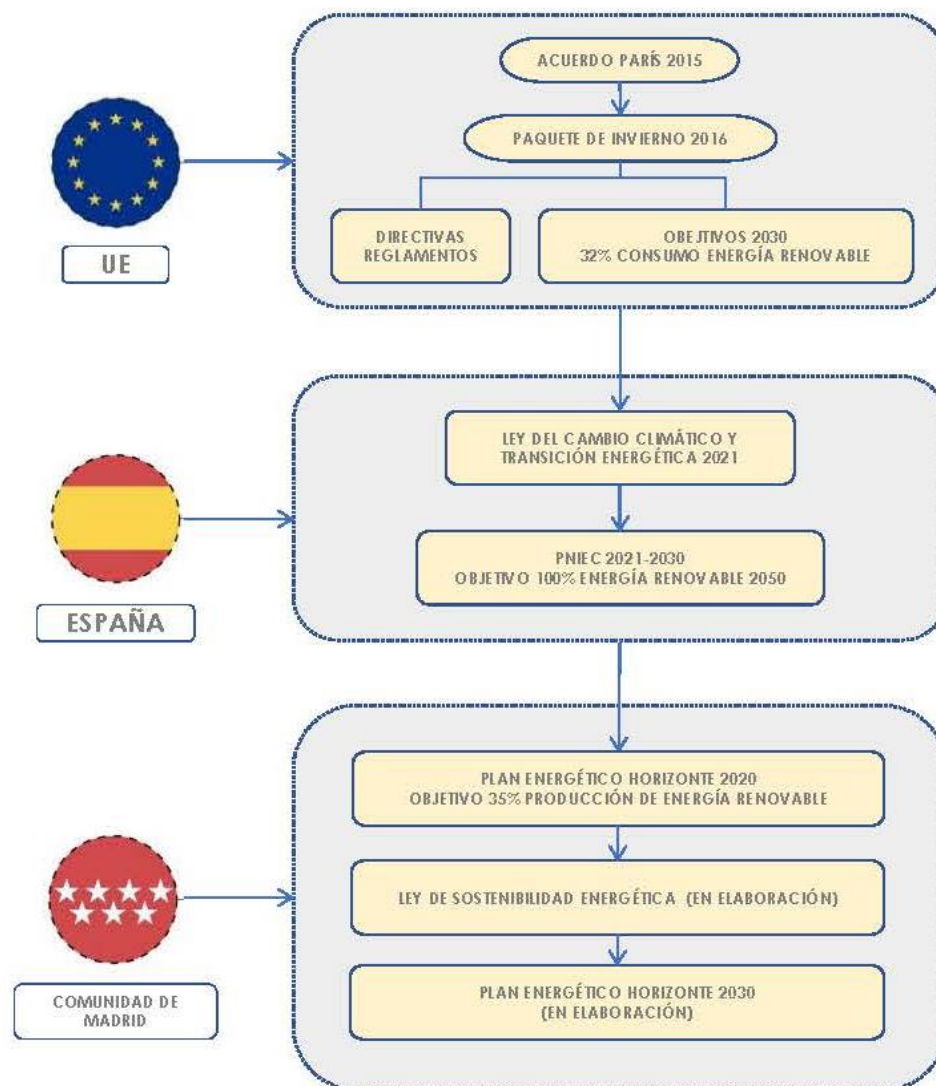 ACUERDO PARÍS 2015
PAQUETE DE INVIERNO 2016
DIRECTIVAS
REGLAMENTOS
OBEJTIVOS 2030
32% CONSUMO ENERGÍA RENOVABLE
UE
LEY DEL CAMBIO CLIMÁTICO Y
TRANSICIÓN ENERGÉTICA 2021
PNIEC 2021-2030
OBJETIVO 100% ENERGÍA RENOVABLE 2050
ESPAÑA
PLAN ENERGÉTICO HORIZONTE 2020
OBJETIVO 35% PRODUCCIÓN DE ENERGÍA RENOVABLE
LEY DE SOSTENIBILIDAD ENERGÉTICA (EN ELABORACIÓN)
PLAN ENERGÉTICO HORIZONTE 2030
(EN ELABORACIÓN)
COMUNIDAD DE
MADRID